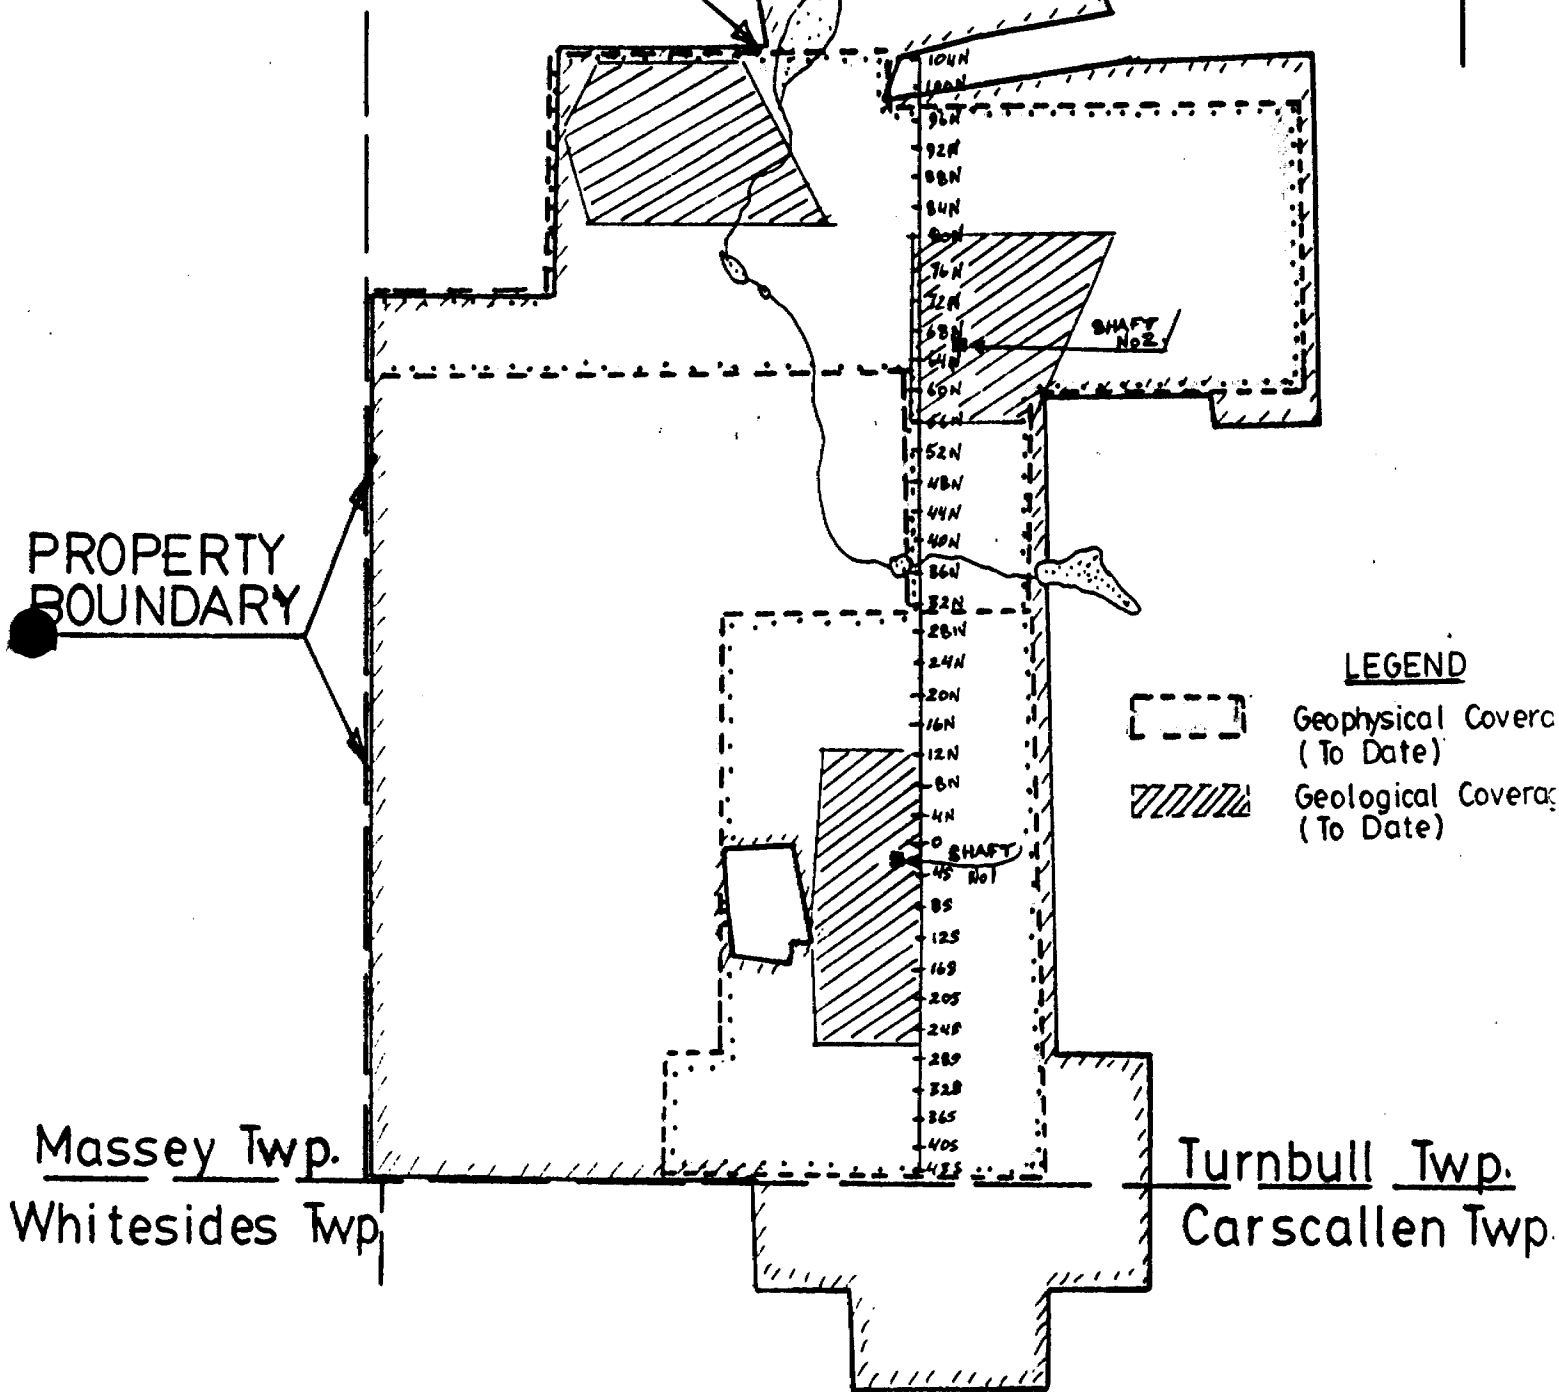 104N
100N
96N
92N
88N
84N
80N
76N
72N
68N
SHAFT
No2
64N
60N
56N
52N
48N
44N
40N
36N
32N
28N
24N
20N
16N
12N
8N
4N
0
SHAFT
No1
4S
8S
12S
16S
20S
24S
28S
32S
36S
40S
43S
PROPERTY
BOUNDARY
LEGEND
Geophysical Covera
(To Date)
Geological Coverag
(To Date)
Massey Twp.
Whitesides Twp
Turnbull Twp.
Carscallen Twp.